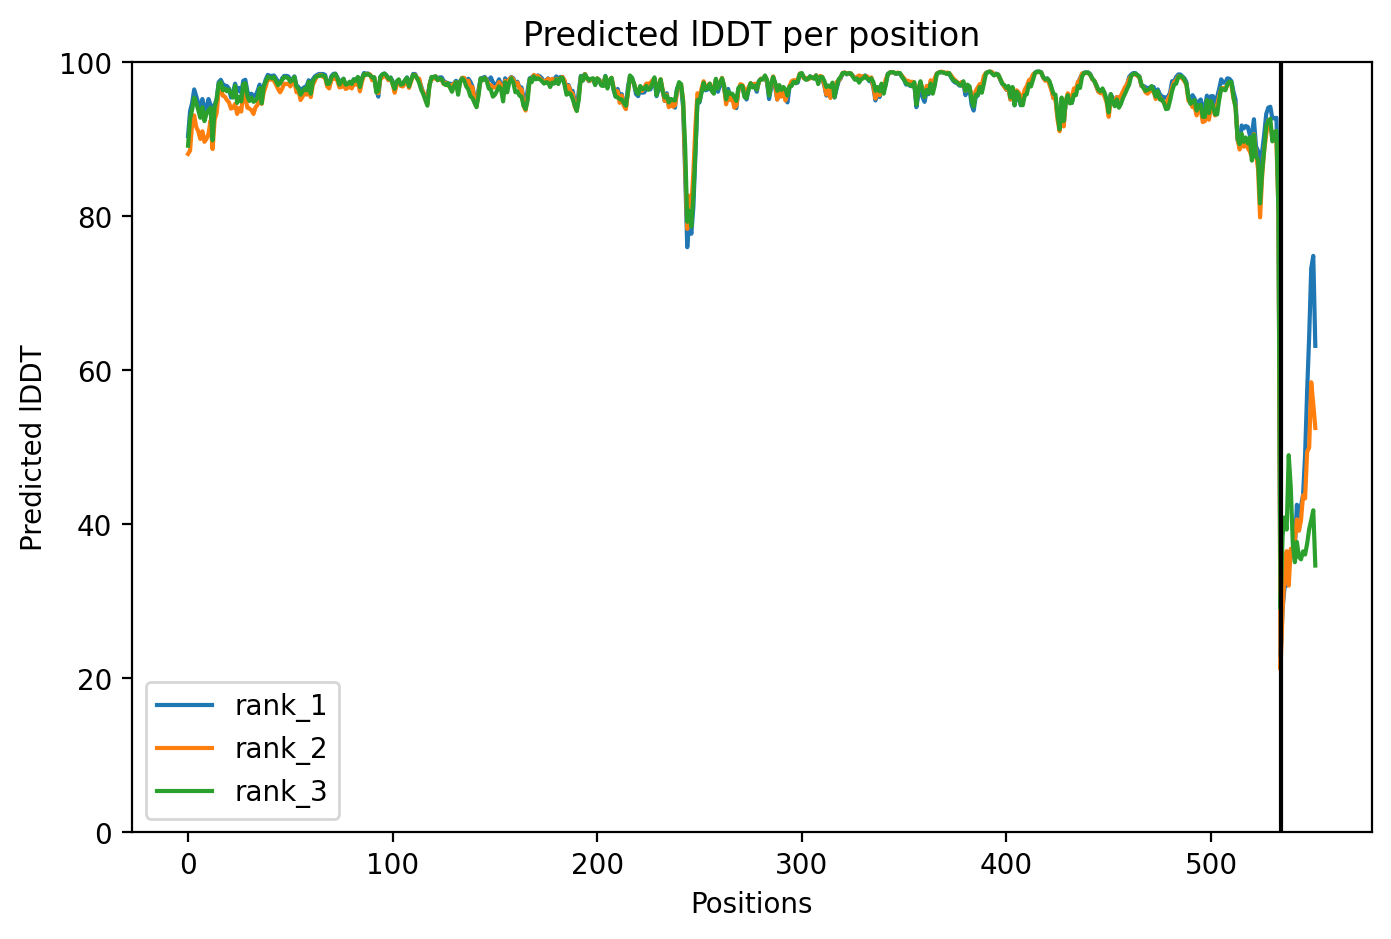 Predicted lDDT per position
100
80
60
40
20
0
Predicted lDDT
rank_1
rank_2
rank_3
0 100 200 300 400 500
Positions